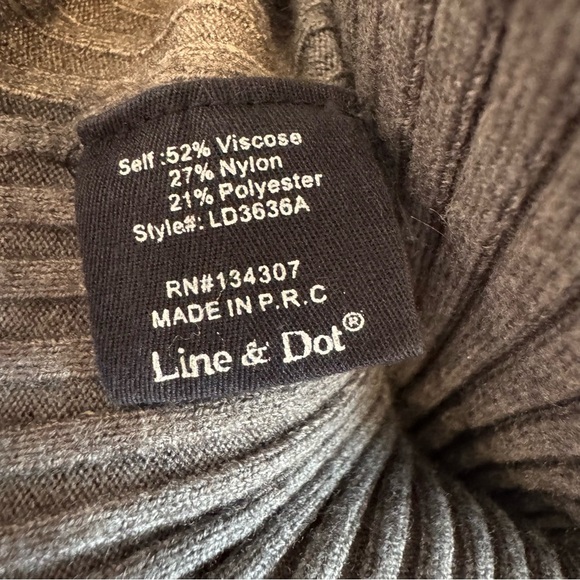 Self :52% Viscose
27% Nylon
21% Polyester
Style#: LD3636A
RN#134307
MADE IN P.R.C
Line & Dot®